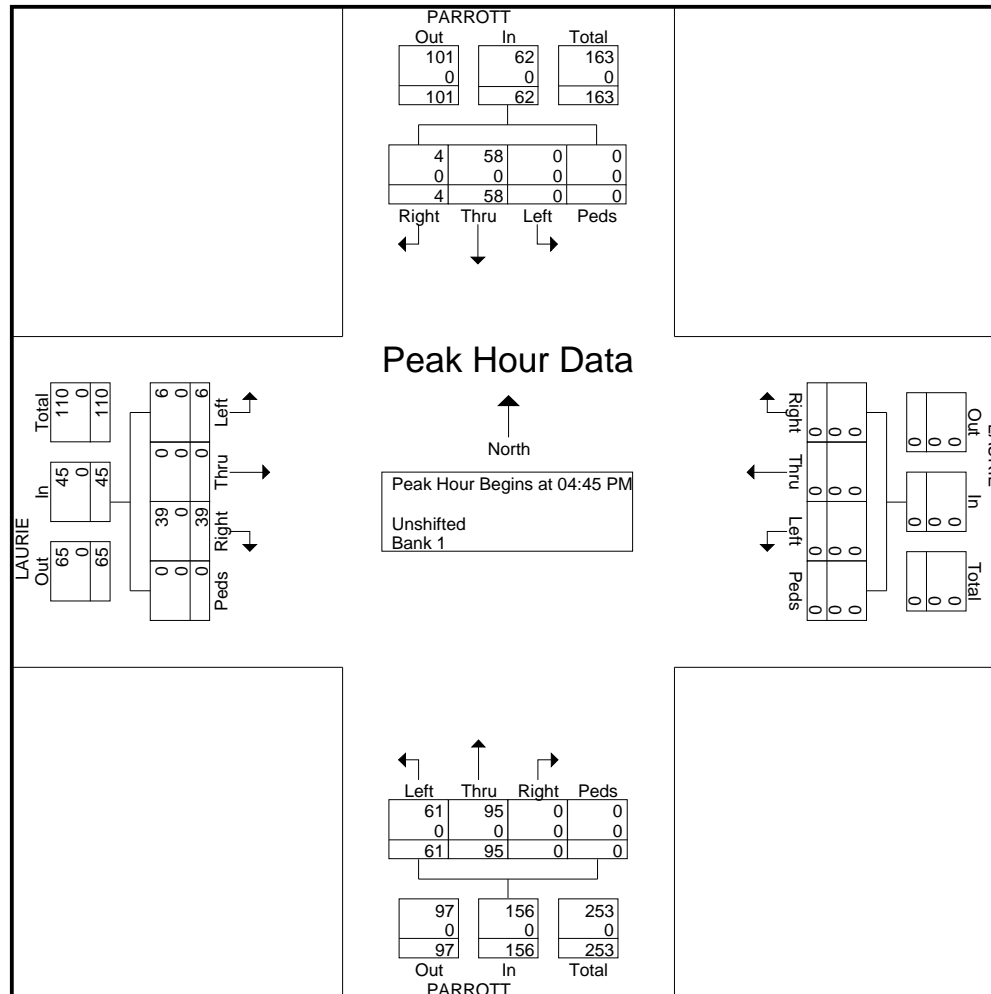 PARROTT
Out In Total
101 62 163
0 0 0
101 62 163
4 58 0 0
0 0 0 0
4 58 0 0
Right Thru Left Peds
Peak Hour Data
North
Peak Hour Begins at 04:45 PM
Unshifted
Bank 1
LAURIE
Out In Total
65 45 110
0 0 0
65 45 110
6 0 39 0
0 0 0 0
6 0 39 0
Left Thru Right Peds
Out In Total
0 0 0
0 0 0
0 0 0
Right Thru Left Peds
0 0 0 0
0 0 0 0
0 0 0 0
Left Thru Right Peds
61 95 0 0
0 0 0 0
61 95 0 0
97 156 253
0 0 0
97 156 253
Out In Total
PARROTT